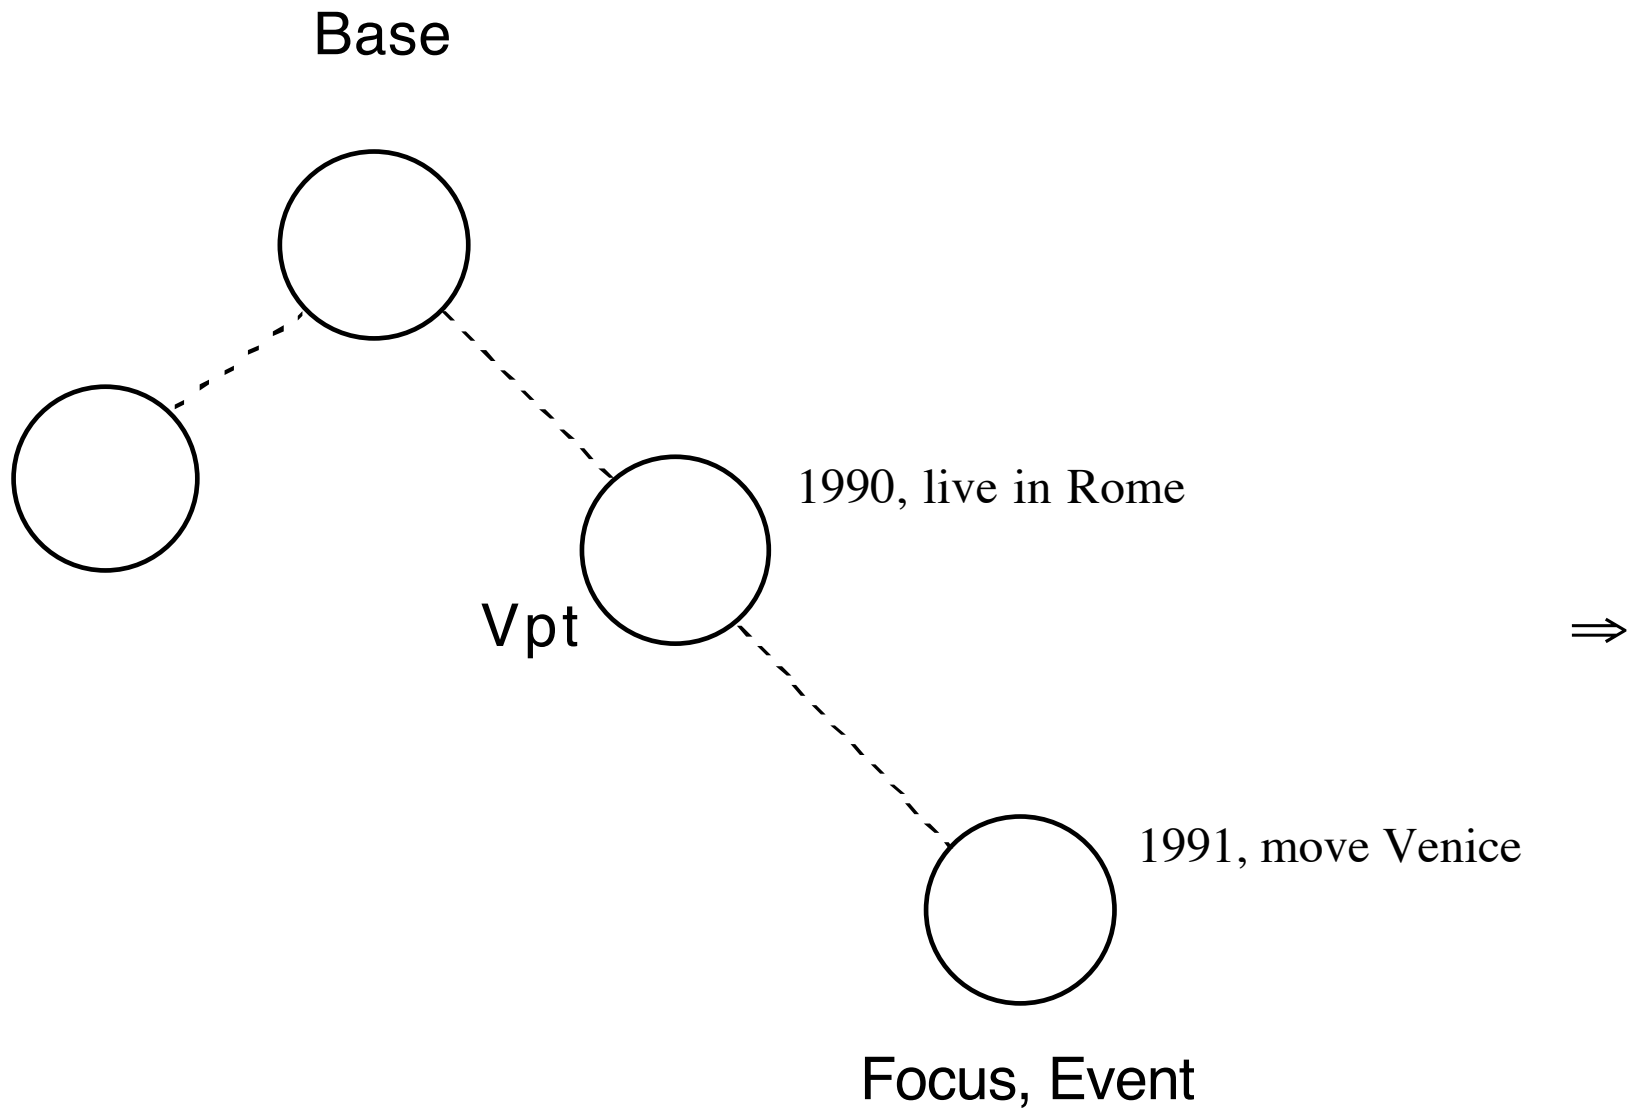 Base
1990, live in Rome
Vpt
⇒
1991, move Venice
Focus, Event